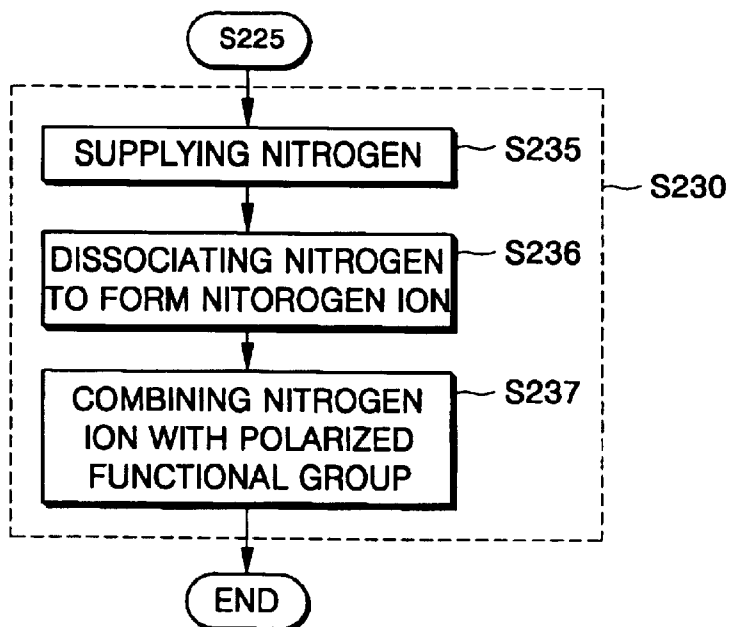 S225
SUPPLYING NITROGEN
S235
S230
DISSOCIATING NITROGEN
TO FORM NITOROGEN ION
S236
COMBINING NITROGEN
ION WITH POLARIZED
FUNCTIONAL GROUP
S237
END